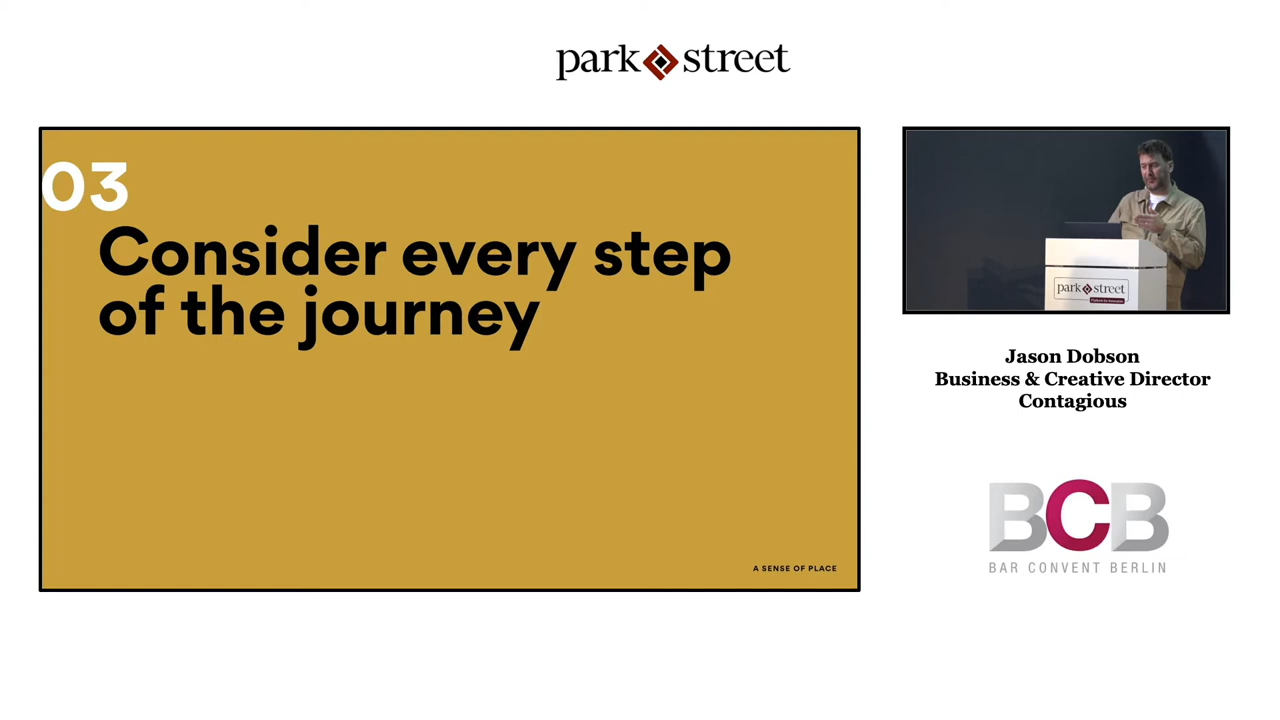 park street
03
Consider every step
of the journey
A SENSE OF PLACE
park street
Jason Dobson
Business & Creative Director
Contagious
BCB
BAR CONVENT BERLIN